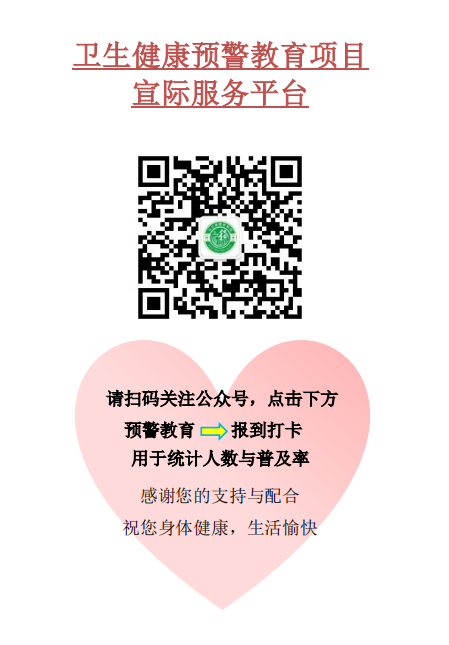 卫生健康预警教育项目
宣际服务平台
请扫码关注公众号，点击下方
预警教育 报到打卡
用于统计人数与普及率
感谢您的支持与配合
祝您身体健康，生活愉快